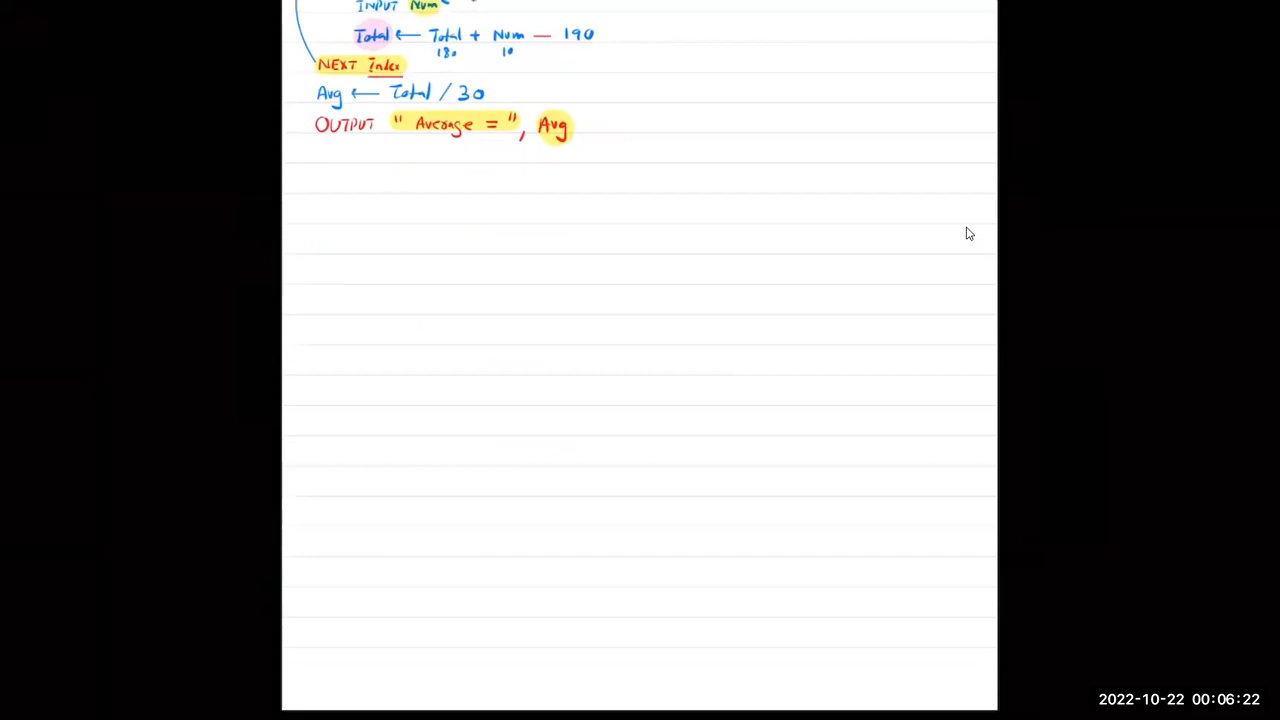 INPUT Num
Total ← Total + Num — 190
180 10
NEXT Index
Avg ← Total / 30
OUTPUT " Average = ", Avg
2022-10-22 00:06:22